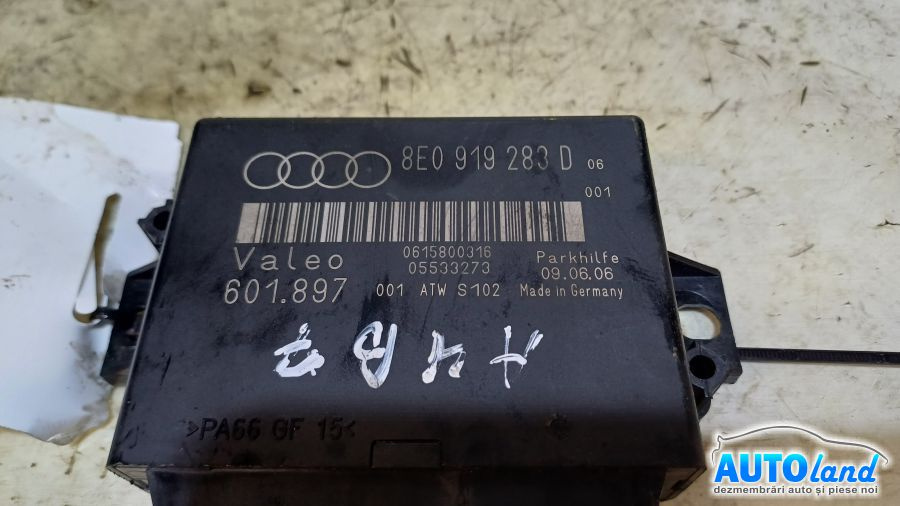 8E0 919 283 D 06
001
Valeo 0615800316 Parkhilfe
05533273 09.06.06
601.897 001 ATW S102 Made in Germany
A4B7
>PA66 GF 15<
AUTOland
dezmembrări auto și piese noi